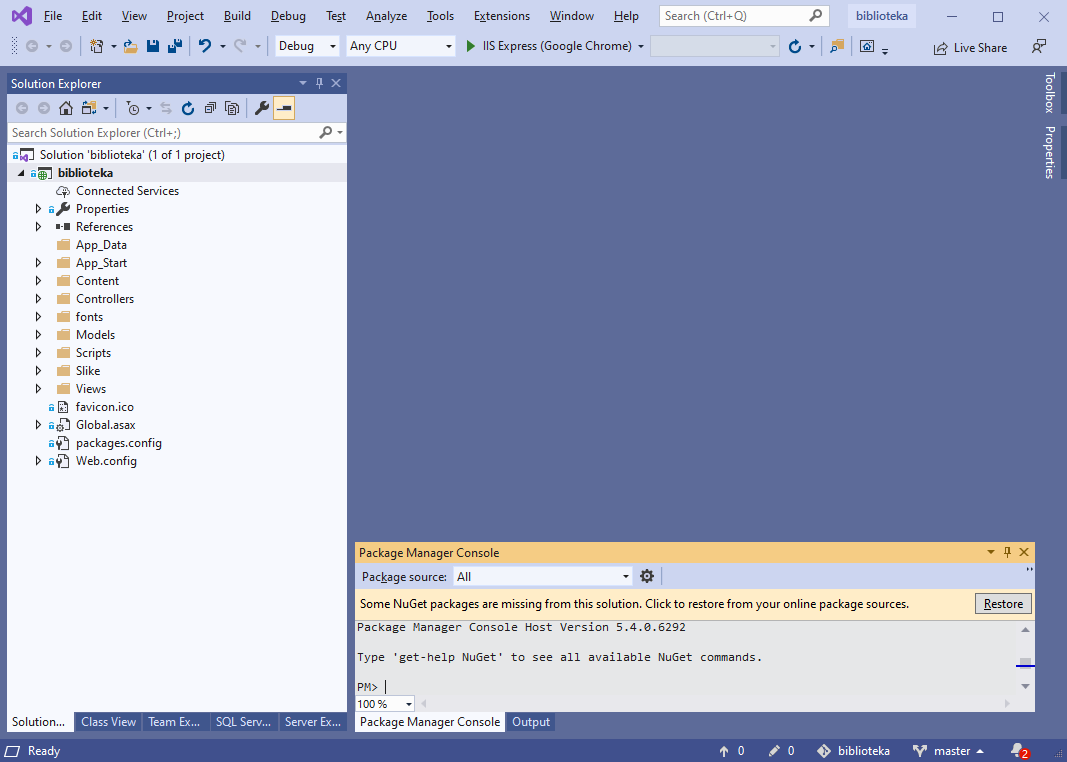 File Edit View Project Build Debug Test Analyze Tools Extensions Window Help Search (Ctrl+Q) biblioteka
Debug Any CPU IIS Express (Google Chrome) Live Share
Solution Explorer
Search Solution Explorer (Ctrl+;)
Solution 'biblioteka' (1 of 1 project)
biblioteka
Connected Services
Properties
References
App_Data
App_Start
Content
Controllers
fonts
Models
Scripts
Slike
Views
favicon.ico
Global.asax
packages.config
Web.config
Solution... Class View Team Ex... SQL Serv... Server Ex...
Toolbox
Properties
Package Manager Console
Package source: All
Some NuGet packages are missing from this solution. Click to restore from your online package sources. Restore
Package Manager Console Host Version 5.4.0.6292
Type 'get-help NuGet' to see all available NuGet commands.
PM>
100 %
Package Manager Console Output
Ready 0 0 biblioteka master 2